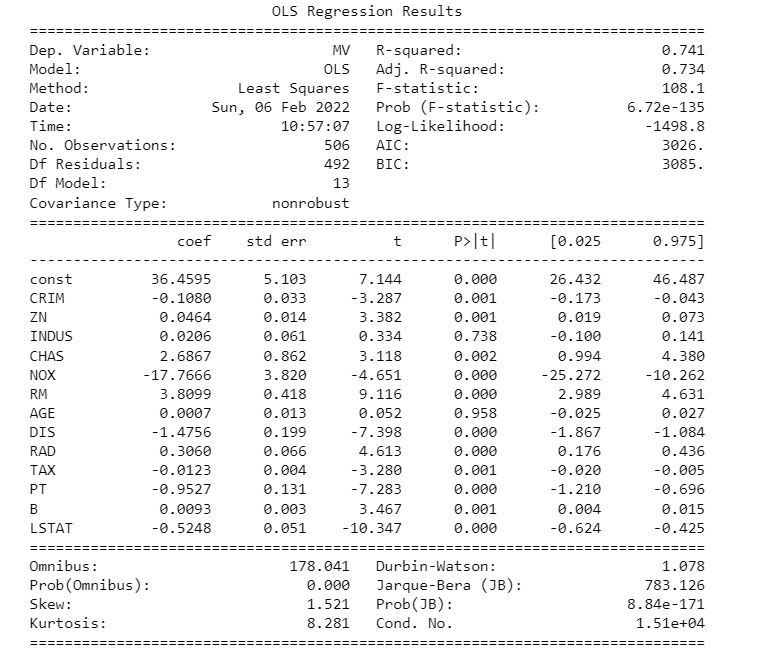 OLS Regression Results
==============================================================================
Dep. Variable:                     MV   R-squared:                       0.741
Model:                            OLS   Adj. R-squared:                  0.734
Method:                 Least Squares   F-statistic:                     108.1
Date:                Sun, 06 Feb 2022   Prob (F-statistic):          6.72e-135
Time:                        10:57:07   Log-Likelihood:                -1498.8
No. Observations:                 506   AIC:                             3026.
Df Residuals:                     492   BIC:                             3085.
Df Model:                          13
Covariance Type:            nonrobust
==============================================================================
                 coef    std err          t      P>|t|      [0.025      0.975]
------------------------------------------------------------------------------
const         36.4595      5.103      7.144      0.000      26.432      46.487
CRIM          -0.1080      0.033     -3.287      0.001      -0.173      -0.043
ZN             0.0464      0.014      3.382      0.001       0.019       0.073
INDUS          0.0206      0.061      0.334      0.738      -0.100       0.141
CHAS           2.6867      0.862      3.118      0.002       0.994       4.380
NOX          -17.7666      3.820     -4.651      0.000     -25.272     -10.262
RM             3.8099      0.418      9.116      0.000       2.989       4.631
AGE            0.0007      0.013      0.052      0.958      -0.025       0.027
DIS           -1.4756      0.199     -7.398      0.000      -1.867      -1.084
RAD            0.3060      0.066      4.613      0.000       0.176       0.436
TAX           -0.0123      0.004     -3.280      0.001      -0.020      -0.005
PT            -0.9527      0.131     -7.283      0.000      -1.210      -0.696
B              0.0093      0.003      3.467      0.001       0.004       0.015
LSTAT         -0.5248      0.051    -10.347      0.000      -0.624      -0.425
==============================================================================
Omnibus:                      178.041   Durbin-Watson:                   1.078
Prob(Omnibus):                  0.000   Jarque-Bera (JB):              783.126
Skew:                           1.521   Prob(JB):                    8.84e-171
Kurtosis:                       8.281   Cond. No.                     1.51e+04
==============================================================================